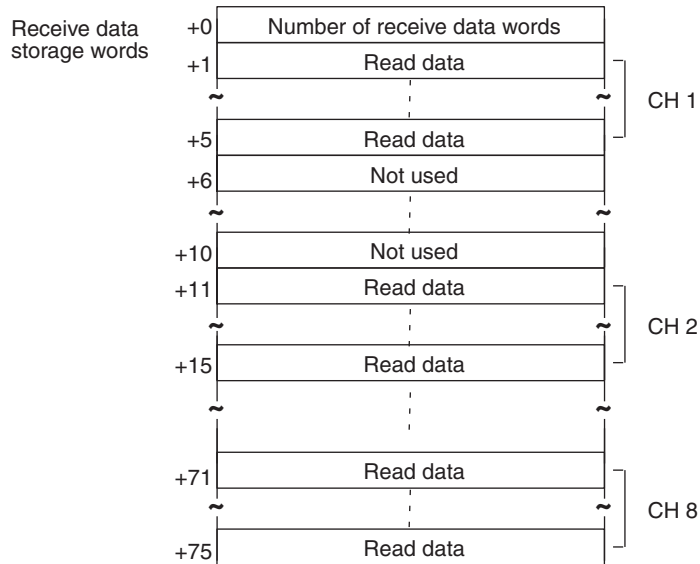 Receive data
storage words
+0 Number of receive data words
+1 Read data
CH 1
+5 Read data
+6 Not used
+10 Not used
+11 Read data
CH 2
+15 Read data
+71 Read data
CH 8
+75 Read data